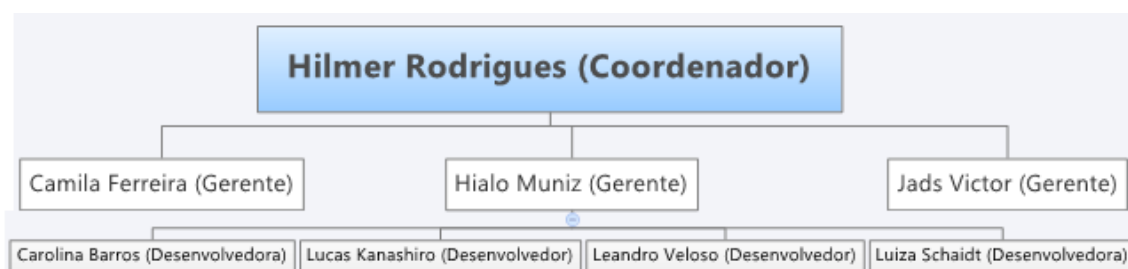 Hilmer Rodrigues (Coordenador)
Camila Ferreira (Gerente)
Hialo Muniz (Gerente)
Jads Victor (Gerente)
Carolina Barros (Desenvolvedora)
Lucas Kanashiro (Desenvolvedor)
Leandro Veloso (Desenvolvedor)
Luiza Schaidt (Desenvolvedora)